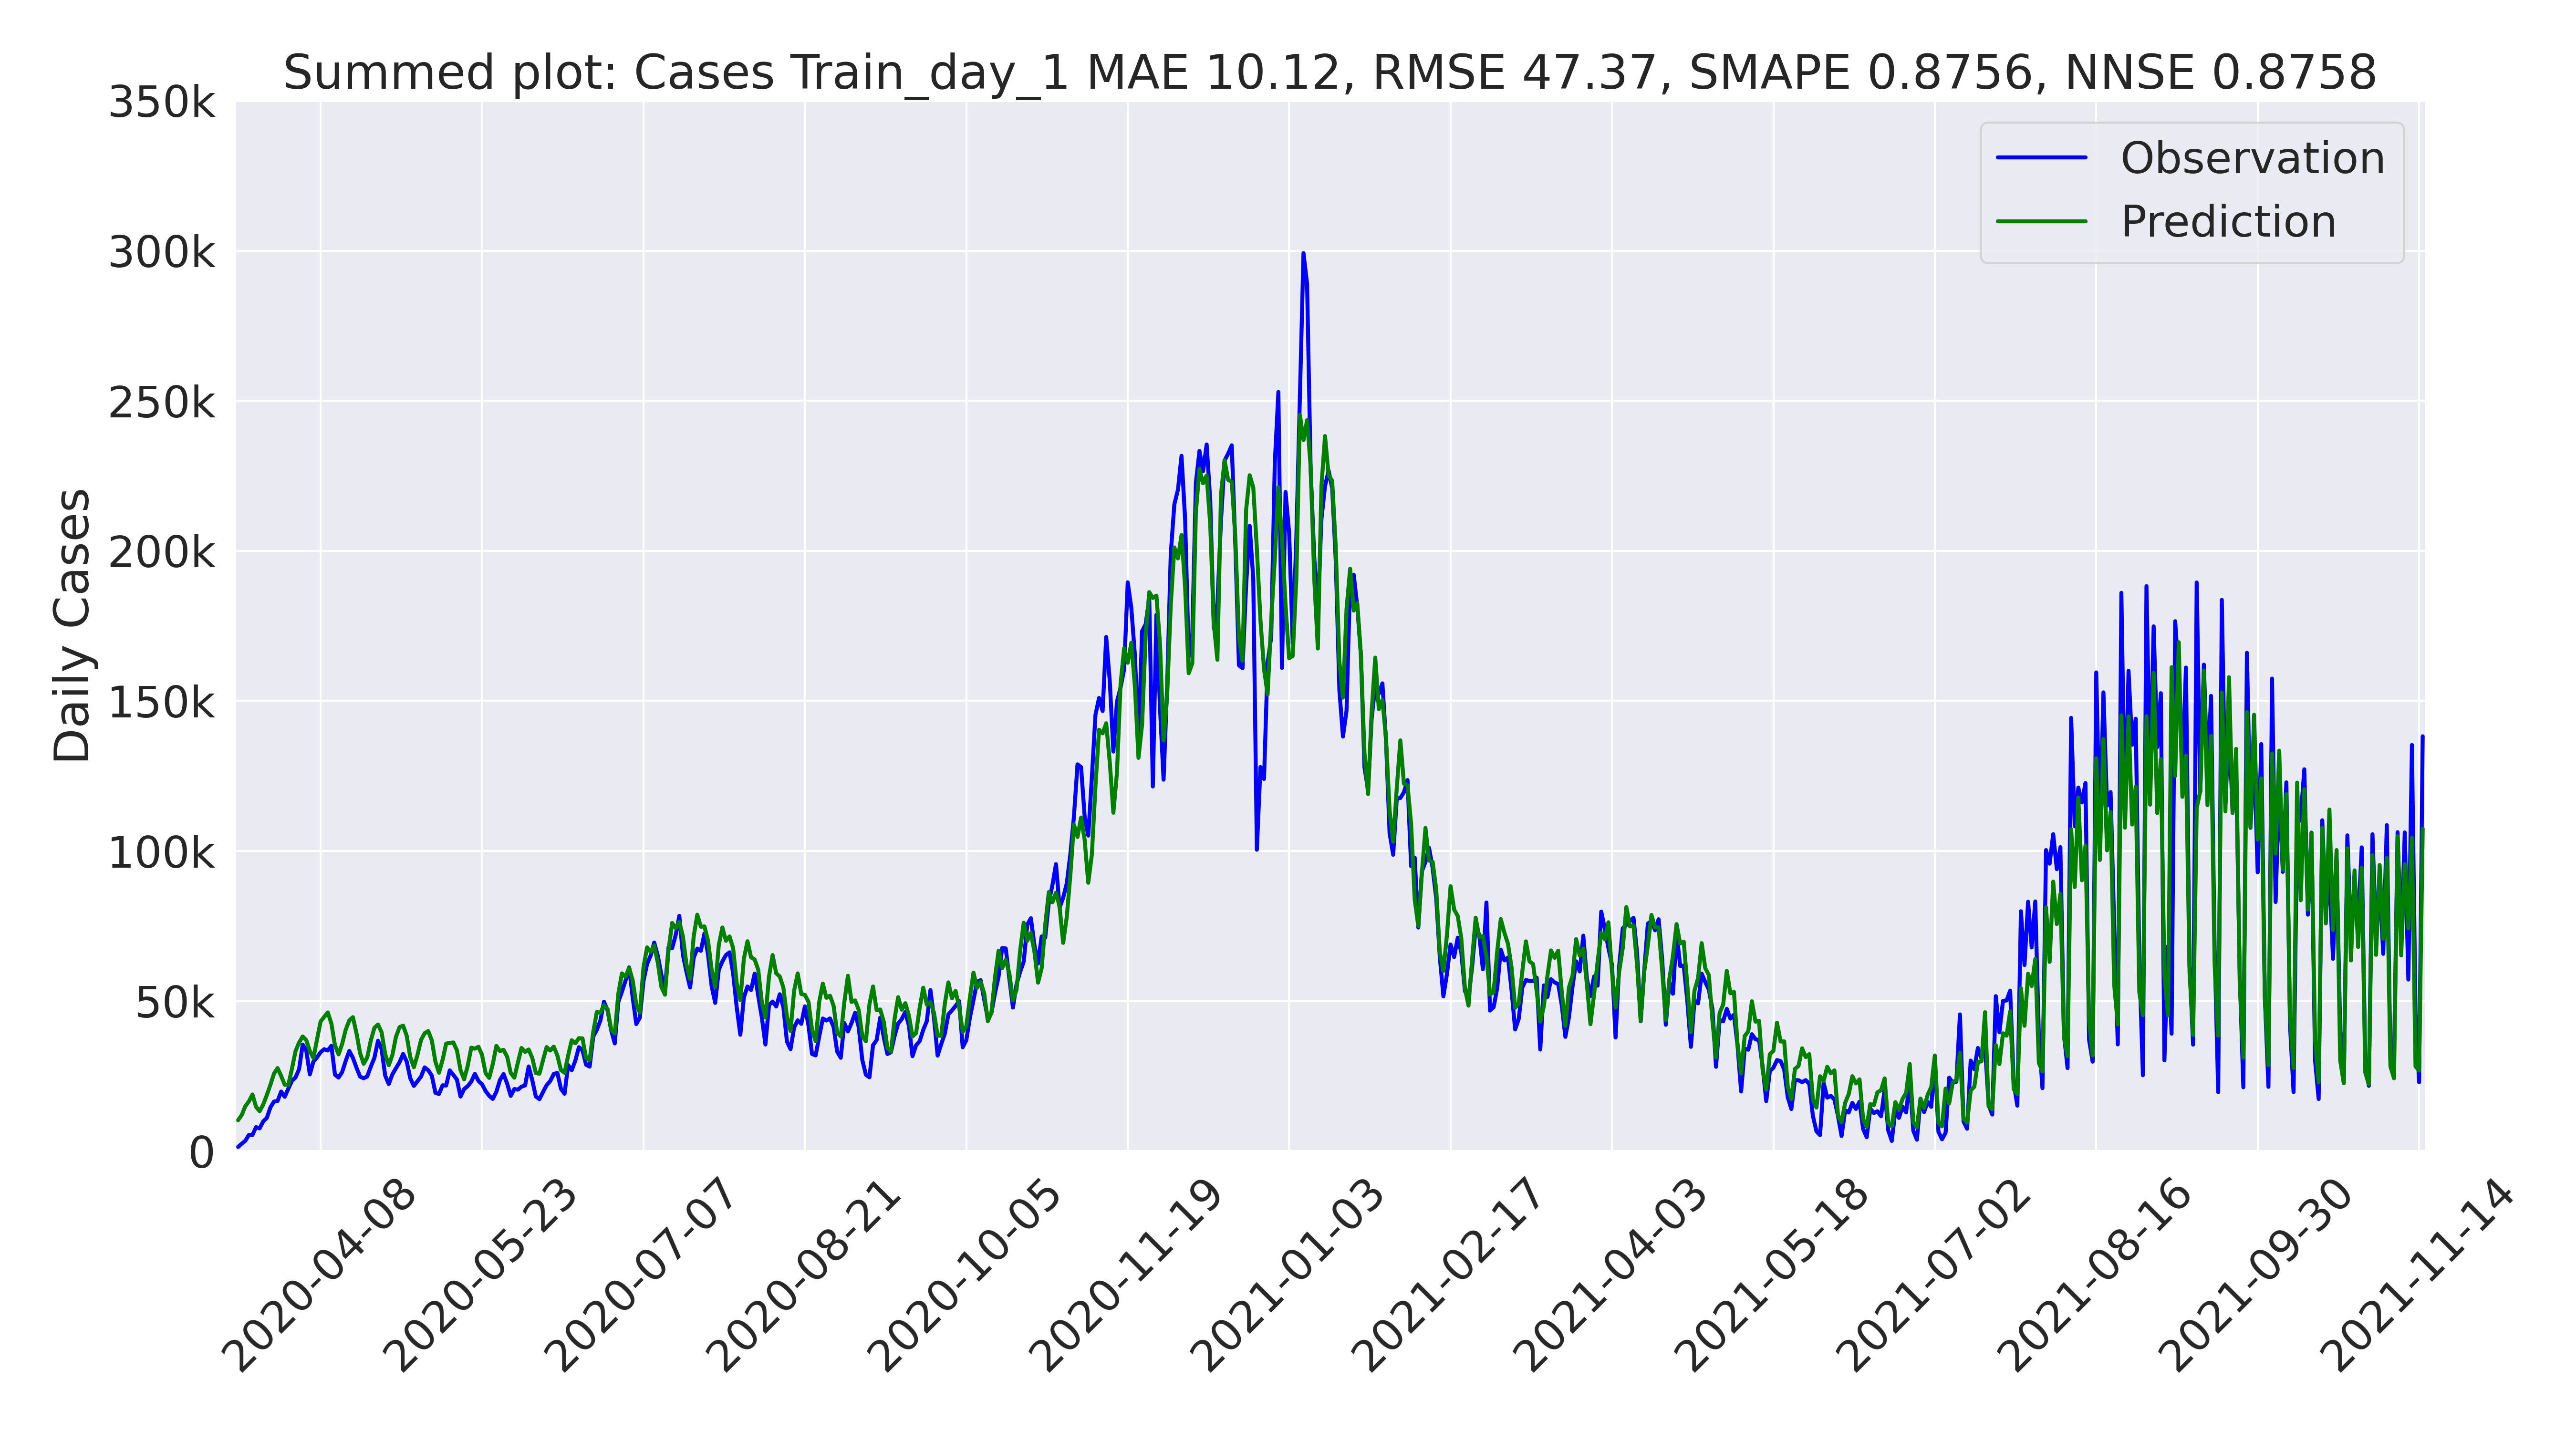 Summed plot: Cases Train_day_1 MAE 10.12, RMSE 47.37, SMAPE 0.8756, NNSE 0.8758
350k
300k
250k
200k
150k
100k
50k
0
Daily Cases
Observation
Prediction
2020-04-08
2020-05-23
2020-07-07
2020-08-21
2020-10-05
2020-11-19
2021-01-03
2021-02-17
2021-04-03
2021-05-18
2021-07-02
2021-08-16
2021-09-30
2021-11-14